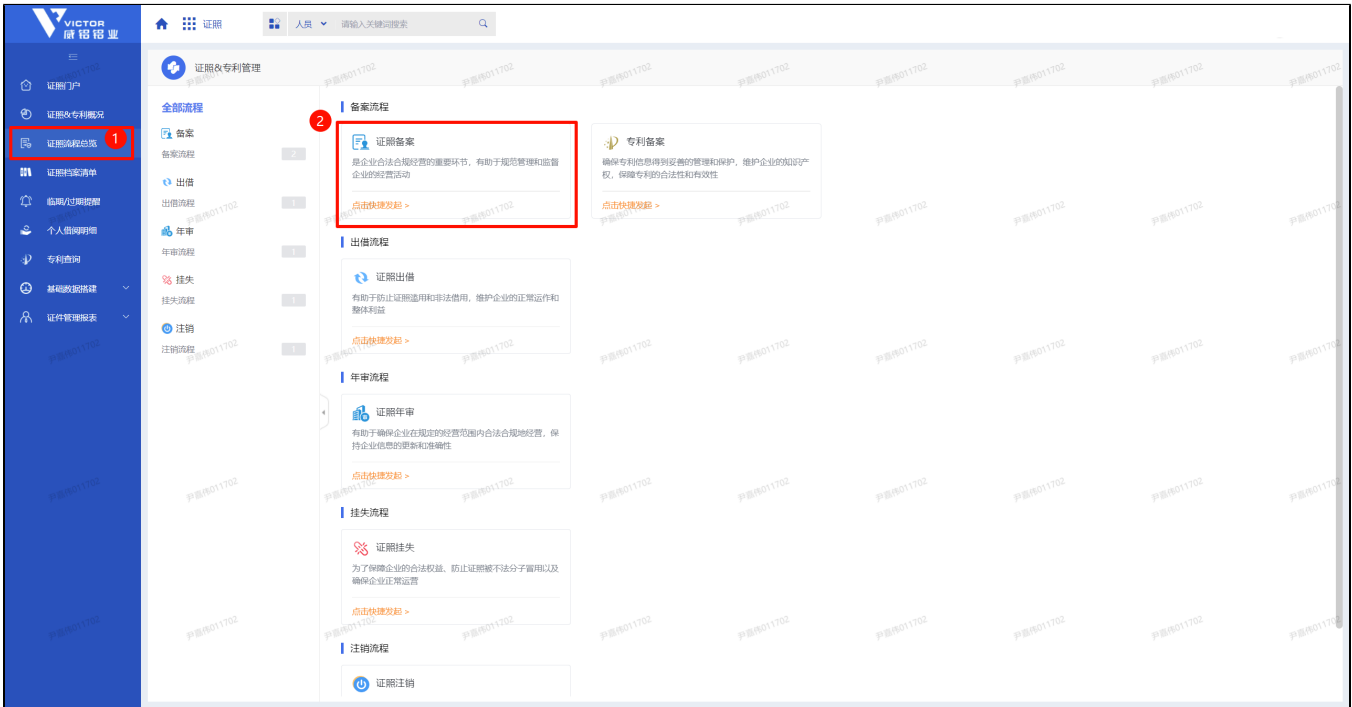 VICTOR
威铝铝业
证照
人员
请输入关键词搜索
证照门户
证照&专利概况
证照流程总览
1
证照档案清单
临期/过期提醒
个人借阅明细
专利查询
基础数据搭建
证件管理报表
证照&专利管理
全部流程
备案
备案流程
2
出借
出借流程
1
年审
年审流程
1
挂失
挂失流程
1
注销
注销流程
1
备案流程
2
证照备案
是企业合法合规经营的重要环节，有助于规范管理和监督
企业的经营活动
点击快捷发起 >
专利备案
确保专利信息得到妥善的管理和保护，维护企业的知识产
权，保障专利的合法性和有效性
点击快捷发起 >
出借流程
证照出借
有助于防止证照滥用和非法借用，维护企业的正常运作和
整体利益
点击快捷发起 >
年审流程
证照年审
有助于确保企业在规定的经营范围内合法合规地经营，保
持企业信息的更新和准确性
点击快捷发起 >
挂失流程
证照挂失
为了保障企业的合法权益、防止证照被不法分子冒用以及
确保企业正常运营
点击快捷发起 >
注销流程
证照注销